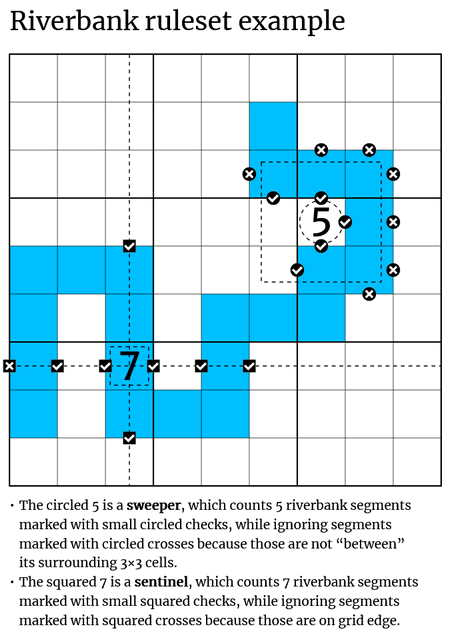 Riverbank ruleset example
5
7
· The circled 5 is a sweeper, which counts 5 riverbank segments
marked with small circled checks, while ignoring segments
marked with circled crosses because those are not “between”
its surrounding 3×3 cells.
· The squared 7 is a sentinel, which counts 7 riverbank segments
marked with small squared checks, while ignoring segments
marked with squared crosses because those are on grid edge.